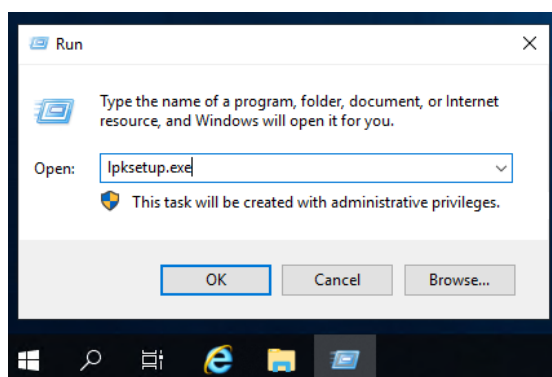 Run
Type the name of a program, folder, document, or Internet
resource, and Windows will open it for you.
Open:
lpksetup.exe
This task will be created with administrative privileges.
OK
Cancel
Browse...